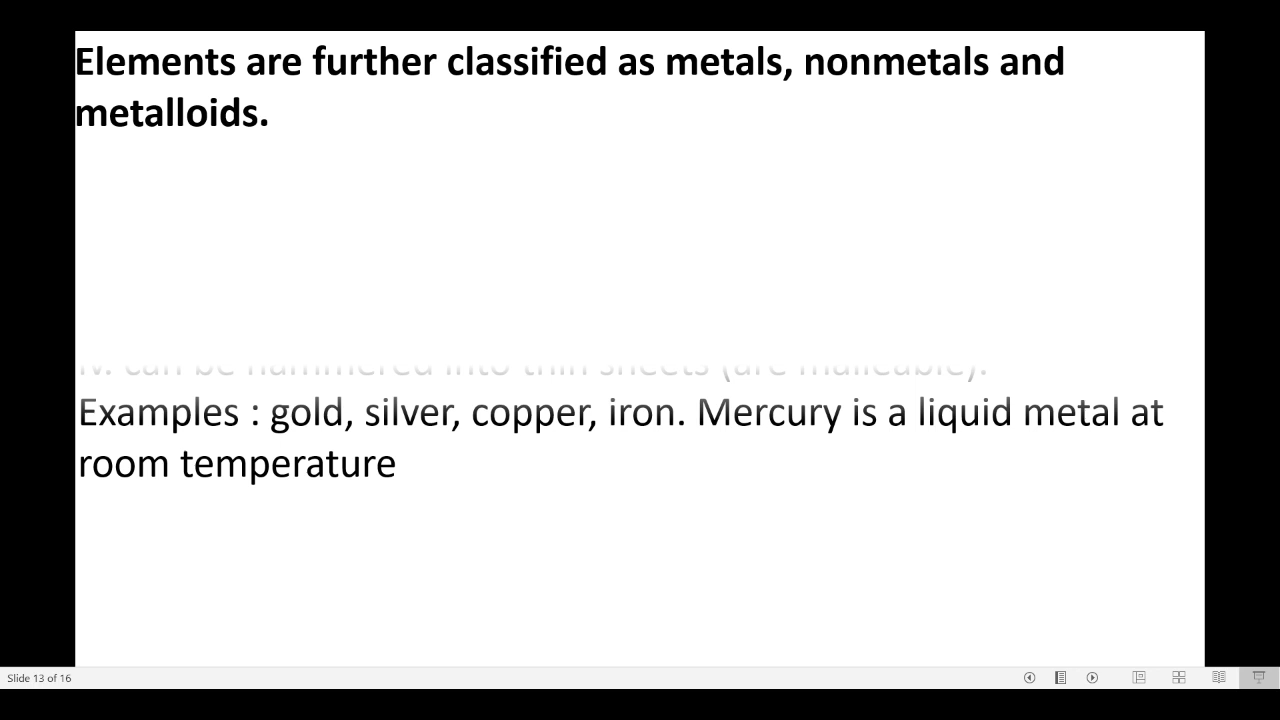 Elements are further classified as metals, nonmetals and
metalloids.
iv. can be hammered into thin sheets (are malleable).
Examples : gold, silver, copper, iron. Mercury is a liquid metal at
room temperature
Slide 13 of 16